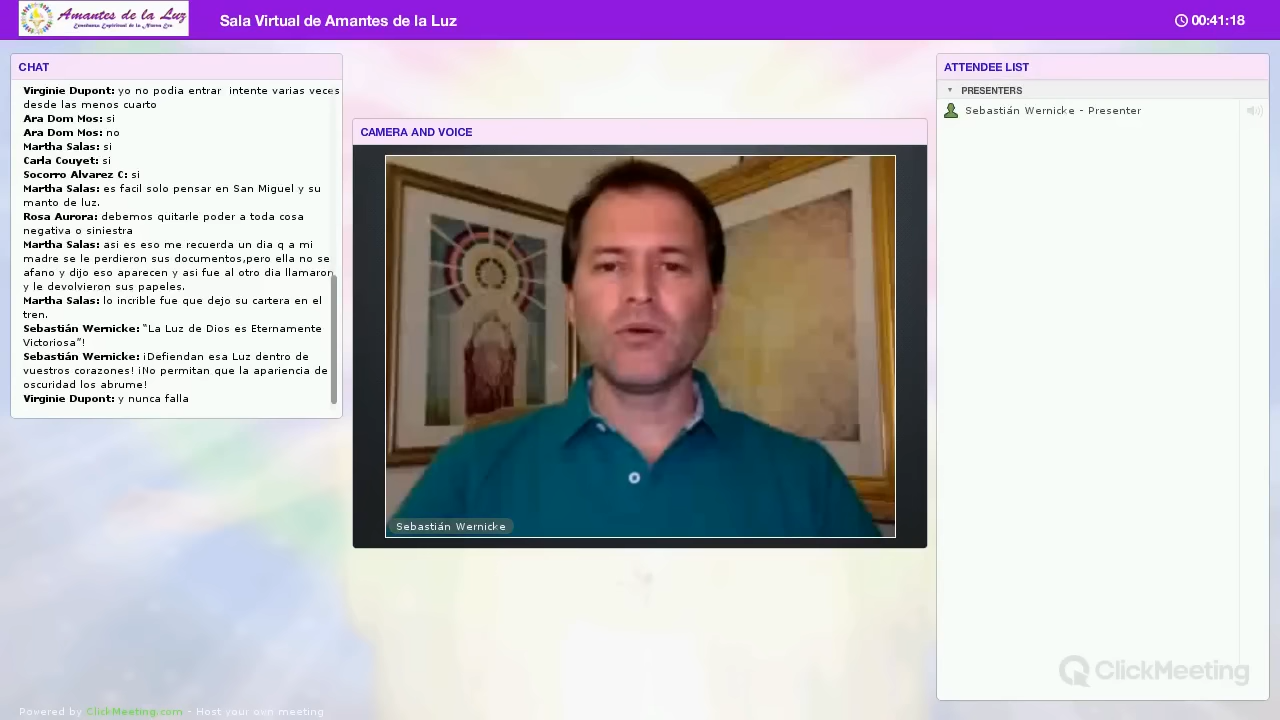 Amantes de la Luz
Enseñanza Espiritual de la Nueva Era
Sala Virtual de Amantes de la Luz
00:41:18
CHAT
Virginie Dupont: yo no podia entrar intente varias veces
desde las menos cuarto
Ara Dom Mos: si
Ara Dom Mos: no
Martha Salas: si
Carla Couyet: si
Socorro Alvarez C: si
Martha Salas: es facil solo pensar en San Miguel y su
manto de luz.
Rosa Aurora: debemos quitarle poder a toda cosa
negativa o siniestra
Martha Salas: asi es eso me recuerda un dia q a mi
madre se le perdieron sus documentos,pero ella no se
afano y dijo eso aparecen y asi fue al otro dia llamaron
y le devolvieron sus papeles.
Martha Salas: lo incrible fue que dejo su cartera en el
tren.
Sebastián Wernicke: “La Luz de Dios es Eternamente
Victoriosa”!
Sebastián Wernicke: ¡Defiendan esa Luz dentro de
vuestros corazones! ¡No permitan que la apariencia de
oscuridad los abrume!
Virginie Dupont: y nunca falla
CAMERA AND VOICE
Sebastián Wernicke
ATTENDEE LIST
PRESENTERS
Sebastián Wernicke - Presenter
ClickMeeting
Powered by ClickMeeting.com - Host your own meeting